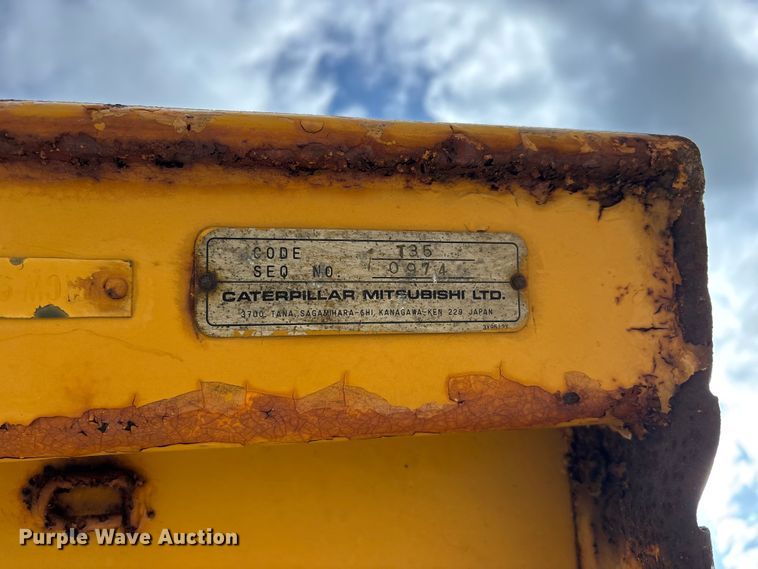 CODE T35
SEQ NO. 0974
CATERPILLAR MITSUBISHI LTD.
3700, TANA, SAGAMIHARA-SHI, KANAGAWA-KEN 229 JAPAN
Purple Wave Auction